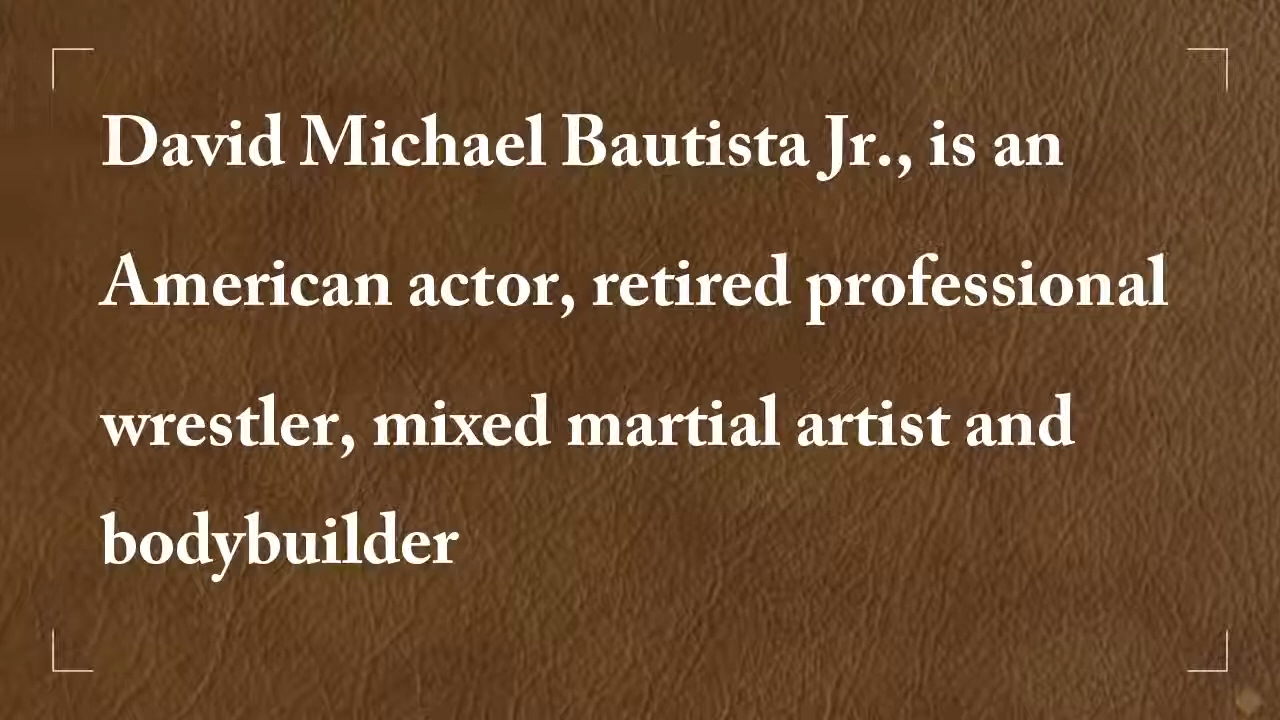 David Michael Bautista Jr., is an
American actor, retired professional
wrestler, mixed martial artist and
bodybuilder